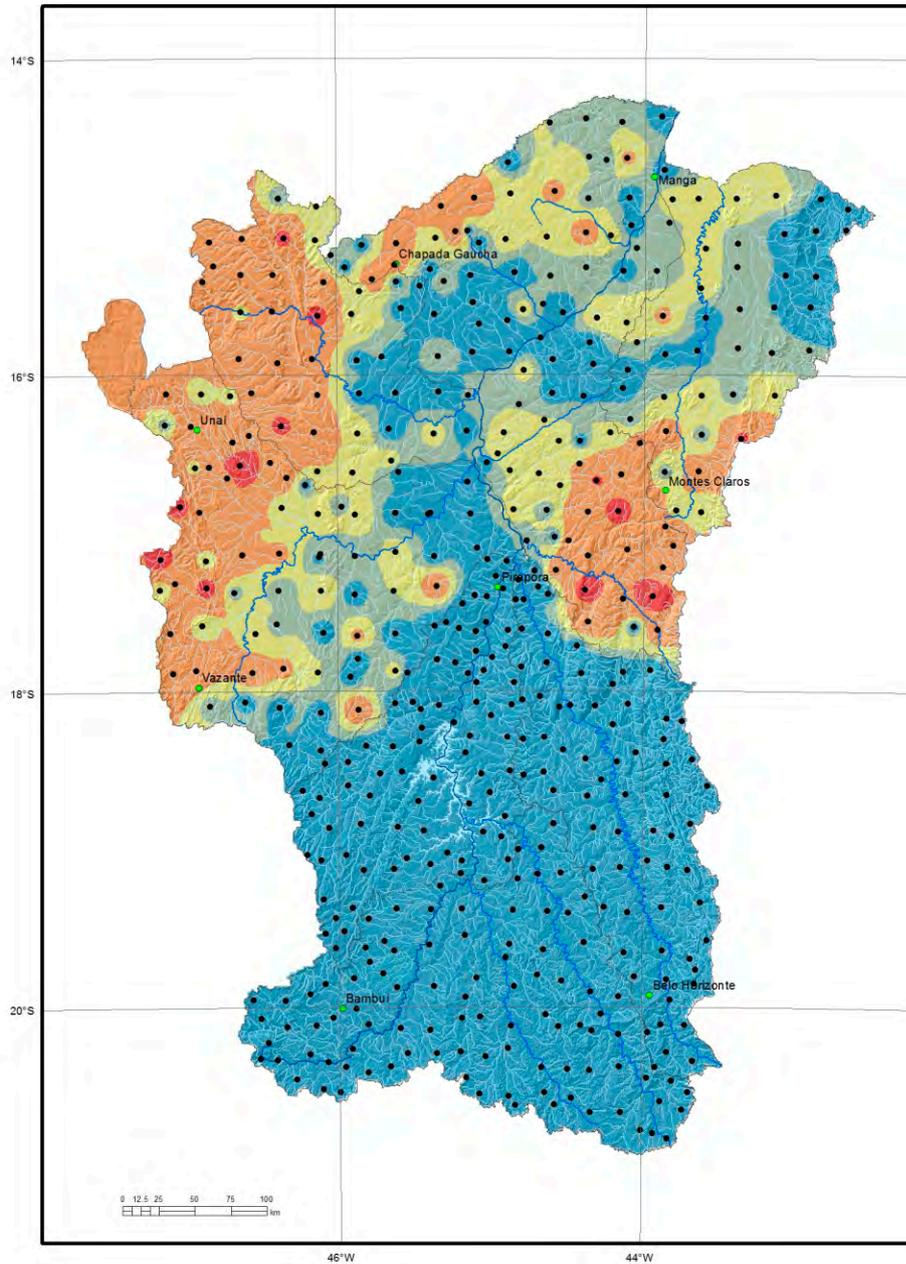 14°S
Manga
Chapada Gaúcha
16°S
Unaí
Montes Claros
Pirapora
18°S
Vazante
Belo Horizonte
Bambuí
20°S
0 12.5 25 50 75 100
km
46°W 44°W